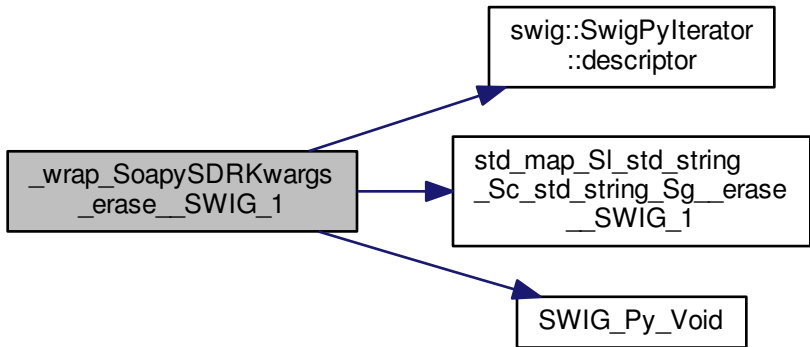 swig::SwigPyIterator
::descriptor
_wrap_SoapySDRKwargs
_erase__SWIG_1
std_map_Sl_std_string
_Sc_std_string_Sg__erase
__SWIG_1
SWIG_Py_Void